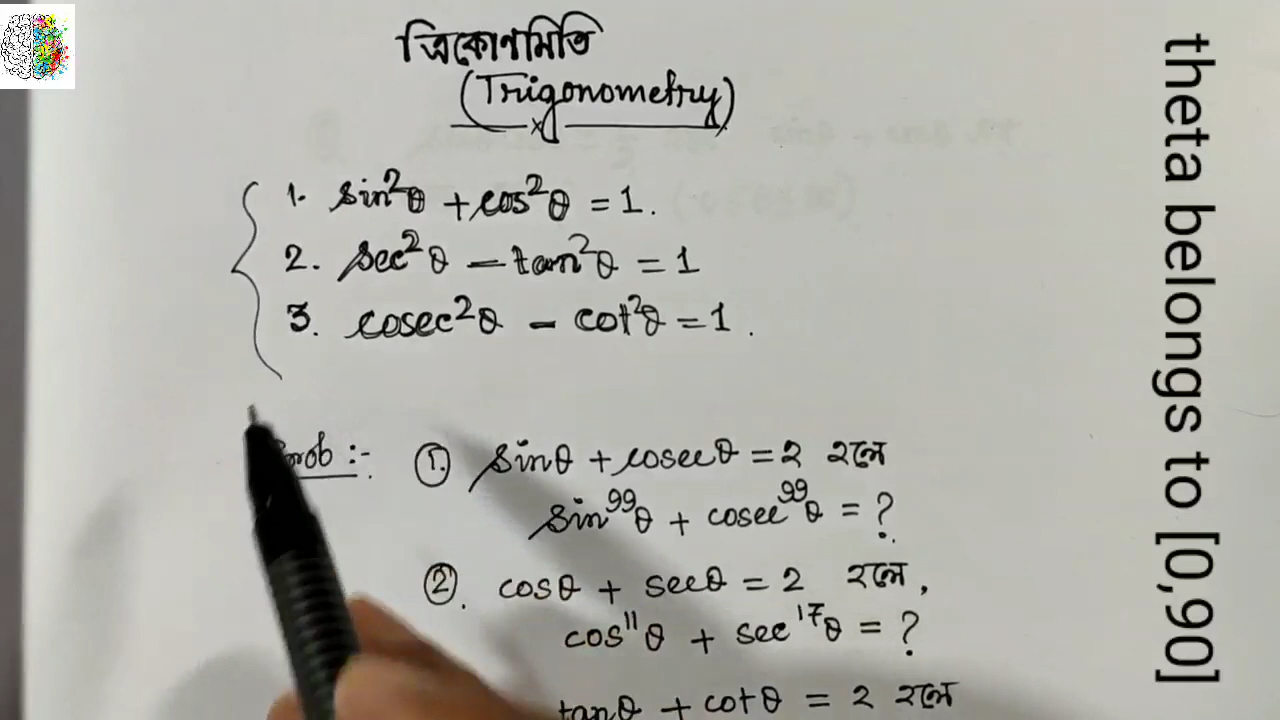 ত্রিকোণমিতি
(Trigonometry)
1. sin²θ + cos²θ = 1.
2. sec²θ - tan²θ = 1
3. cosec²θ - cot²θ = 1.
Prob :- ①. sinθ + cosecθ = 2 হলে
sin⁹⁹θ + cosec⁹⁹θ = ?
②. cosθ + secθ = 2 হলে,
cos¹¹θ + sec¹⁷θ = ?
tanθ + cotθ = 2 হলে
theta belongs to [0,90]